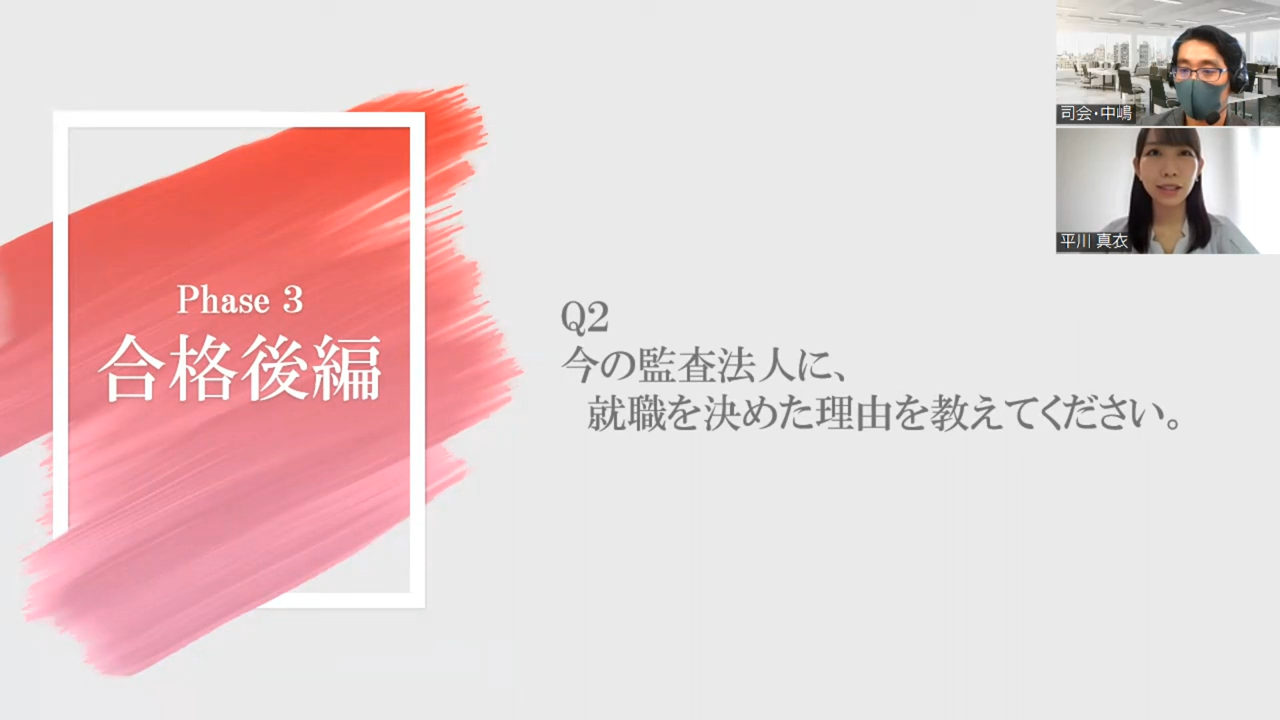 司会・中嶋
平川 真衣
Phase 3
合格後編
Q2
今の監査法人に、
就職を決めた理由を教えてください。